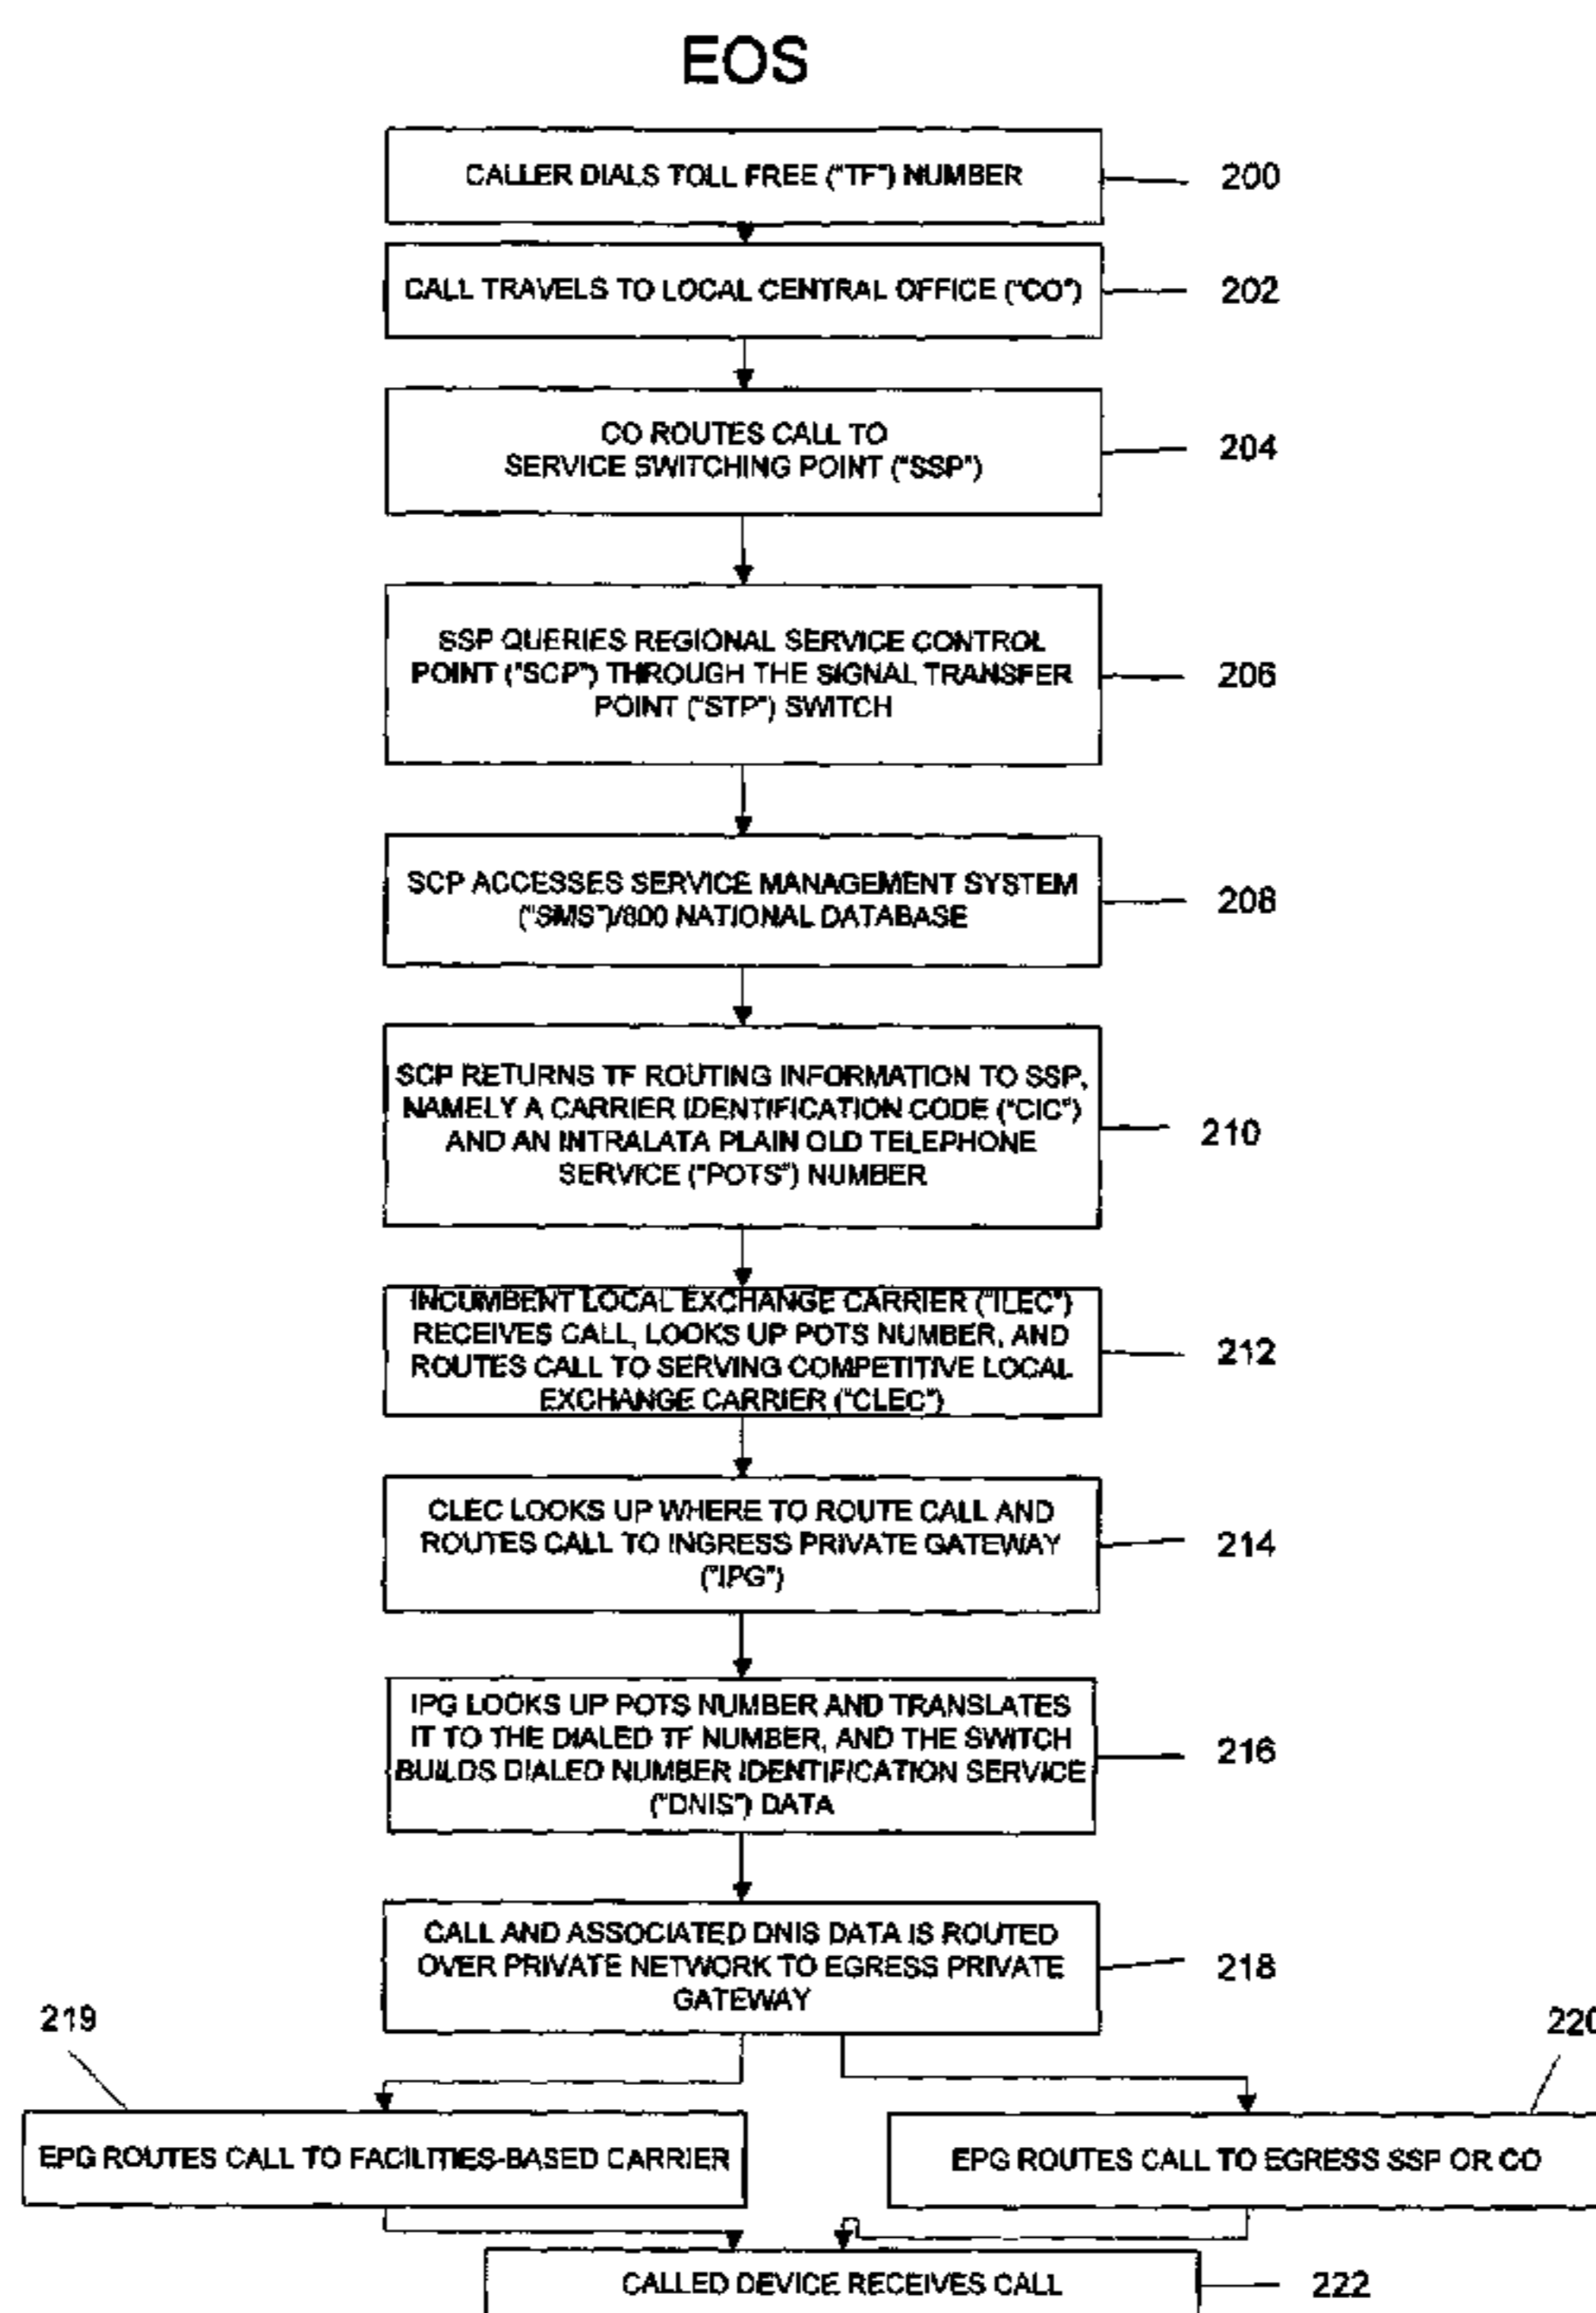 EOS
CALLER DIALS TOLL FREE ("TF") NUMBER
200
CALL TRAVELS TO LOCAL CENTRAL OFFICE ("CO")
202
CO ROUTES CALL TO
SERVICE SWITCHING POINT ("SSP")
204
SSP QUERIES REGIONAL SERVICE CONTROL
POINT ("SCP") THROUGH THE SIGNAL TRANSFER
POINT ("STP") SWITCH
206
SCP ACCESSES SERVICE MANAGEMENT SYSTEM
("SMS")/800 NATIONAL DATABASE
208
SCP RETURNS TF ROUTING INFORMATION TO SSP,
NAMELY A CARRIER IDENTIFICATION CODE ("CIC")
AND AN INTRALATA PLAIN OLD TELEPHONE
SERVICE ("POTS") NUMBER
210
INCUMBENT LOCAL EXCHANGE CARRIER ("ILEC")
RECEIVES CALL, LOOKS UP POTS NUMBER, AND
ROUTES CALL TO SERVING COMPETITIVE LOCAL
EXCHANGE CARRIER ("CLEC")
212
CLEC LOOKS UP WHERE TO ROUTE CALL AND
ROUTES CALL TO INGRESS PRIVATE GATEWAY
("IPG")
214
IPG LOOKS UP POTS NUMBER AND TRANSLATES
IT TO THE DIALED TF NUMBER, AND THE SWITCH
BUILDS DIALED NUMBER IDENTIFICATION SERVICE
("DNIS") DATA
216
CALL AND ASSOCIATED DNIS DATA IS ROUTED
OVER PRIVATE NETWORK TO EGRESS PRIVATE
GATEWAY
218
219
220
EPG ROUTES CALL TO FACILITIES-BASED CARRIER
EPG ROUTES CALL TO EGRESS SSP OR CO
CALLED DEVICE RECEIVES CALL
222